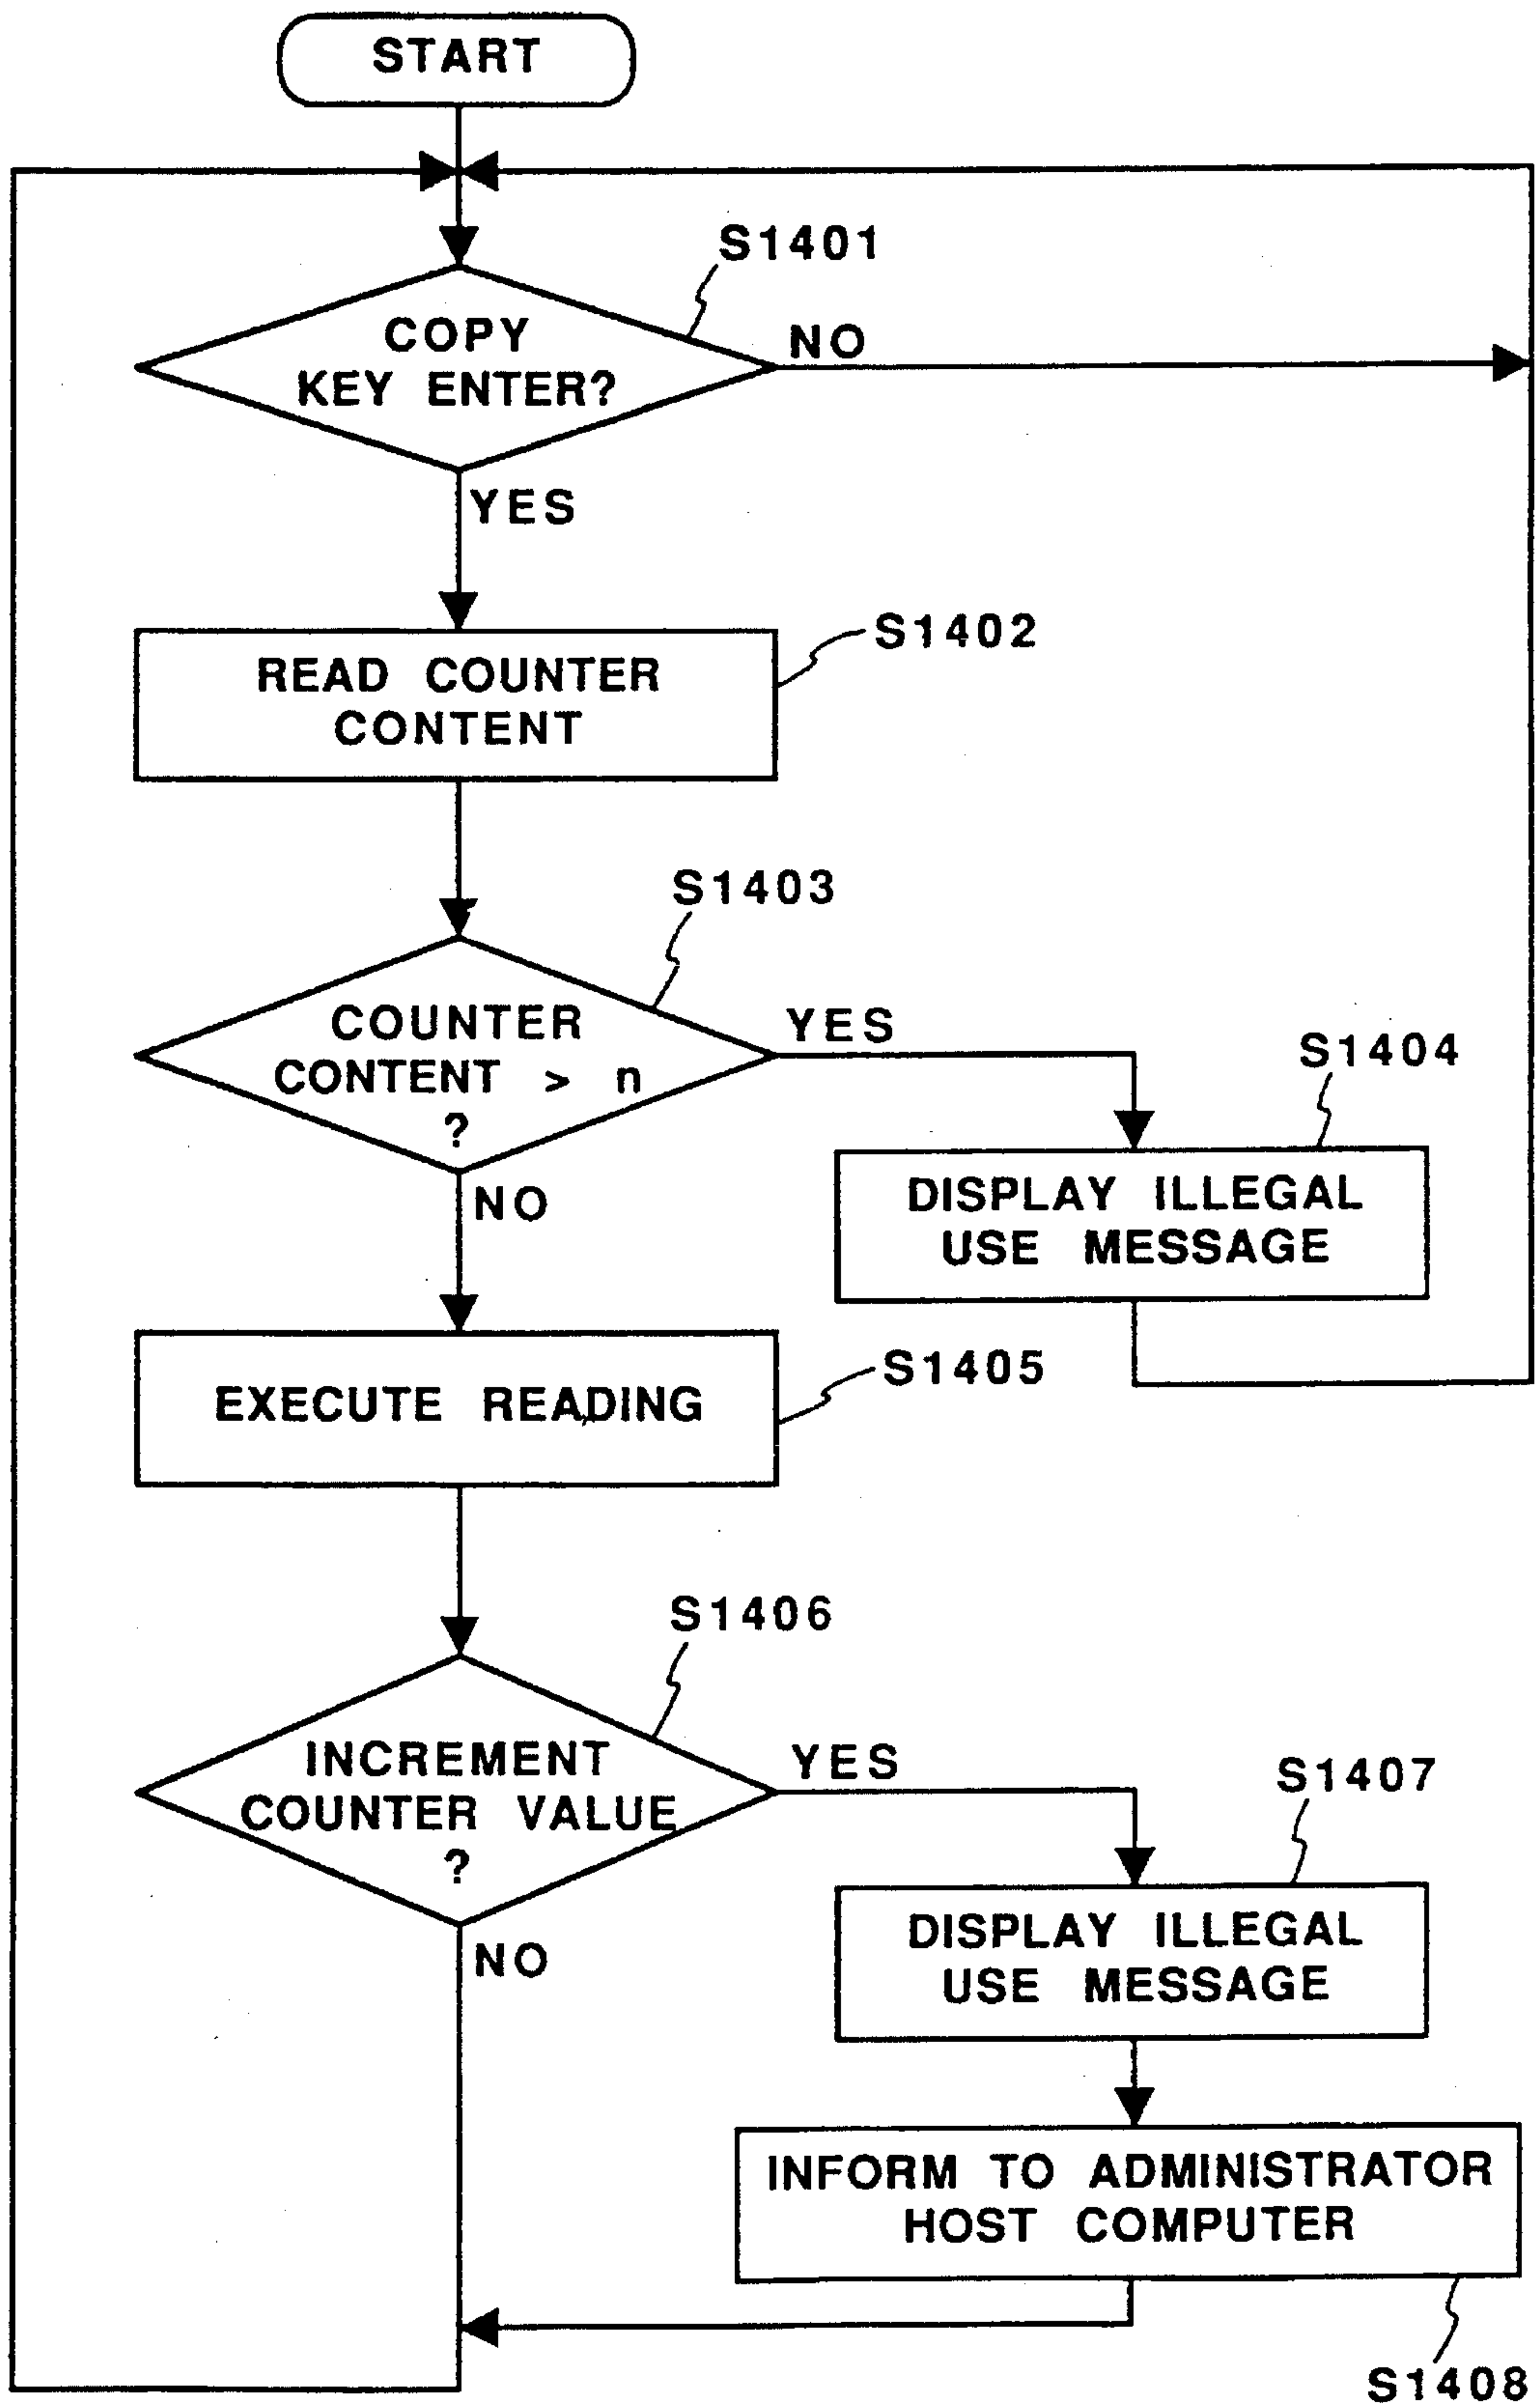 START
S1401
COPY
KEY ENTER?
NO
YES
S1402
READ COUNTER
CONTENT
S1403
COUNTER
CONTENT > n
?
YES
NO
S1404
DISPLAY ILLEGAL
USE MESSAGE
S1405
EXECUTE READING
S1406
INCREMENT
COUNTER VALUE
?
YES
NO
S1407
DISPLAY ILLEGAL
USE MESSAGE
INFORM TO ADMINISTRATOR
HOST COMPUTER
S1408